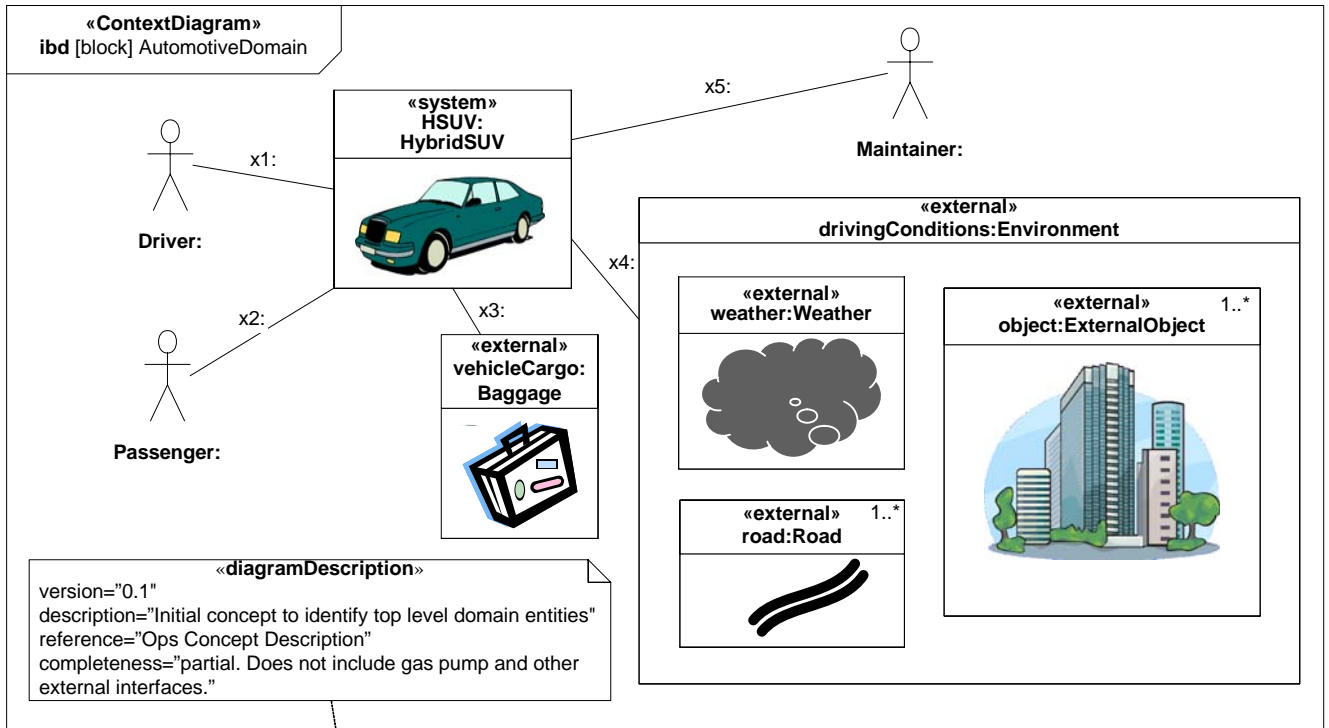 «ContextDiagram»
ibd [block] AutomotiveDomain
x5:
«system»
HSUV:
HybridSUV
x1:
Maintainer:
Driver:
«external»
drivingConditions:Environment
x4:
x2:
x3:
«external»
weather:Weather
«external»
1..*
object:ExternalObject
«external»
vehicleCargo:
Baggage
Passenger:
«external»
1..*
road:Road
«diagramDescription»
version="0.1"
description=”Initial concept to identify top level domain entities"
reference=”Ops Concept Description”
completeness=”partial. Does not include gas pump and other
external interfaces.”